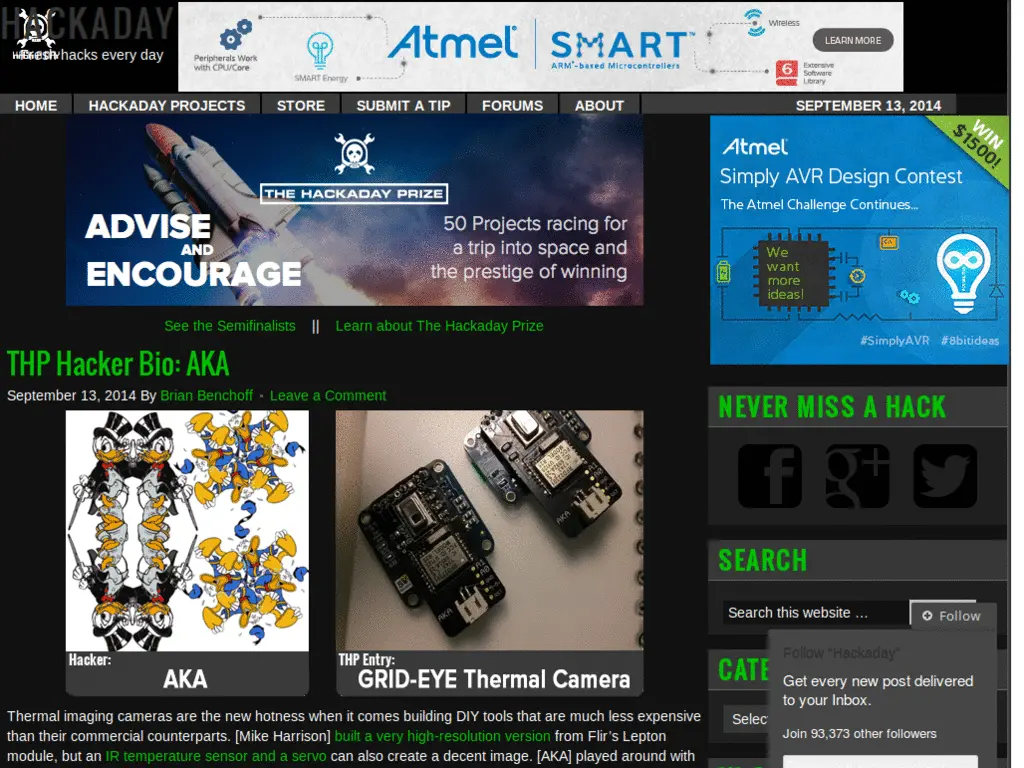 HACKADAY
Fresh hacks every day
Peripherals Work
with CPU/Core
SMART Energy
Atmel
SMART™
ARM®-based Microcontrollers
Wireless
6
Extensive
Software
Library
LEARN MORE
HOME
HACKADAY PROJECTS
STORE
SUBMIT A TIP
FORUMS
ABOUT
SEPTEMBER 13, 2014
THE HACKADAY PRIZE
ADVISE
AND
ENCOURAGE
50 Projects racing for
a trip into space and
the prestige of winning
See the Semifinalists || Learn about The Hackaday Prize
THP Hacker Bio: AKA
September 13, 2014 By Brian Benchoff • Leave a Comment
Hacker:
AKA
AKA
AKA
THP Entry:
GRID-EYE Thermal Camera
Thermal imaging cameras are the new hotness when it comes building DIY tools that are much less expensive
than their commercial counterparts. [Mike Harrison] built a very high-resolution version from Flir's Lepton
module, but an IR temperature sensor and a servo can also create a decent image. [AKA] played around with
Atmel
WIN
$1500!
Simply AVR Design Contest
The Atmel Challenge Continues...
We
want
more
ideas!
#SimplyAVR #8bitideas
NEVER MISS A HACK
SEARCH
Search this website …
Follow
CATE
Selec
Follow “Hackaday”
Get every new post delivered
to your Inbox.
Join 93,373 other followers